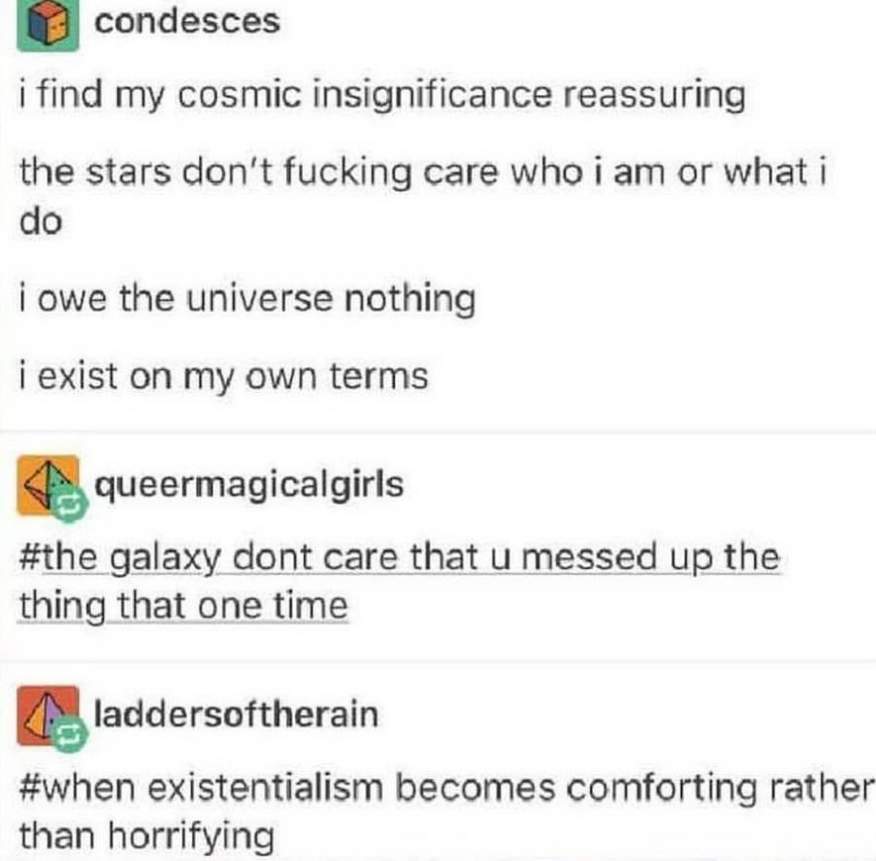 condesces
i find my cosmic insignificance reassuring
the stars don't fucking care who i am or what i
do
i owe the universe nothing
i exist on my own terms
queermagicalgirls
#the galaxy dont care that u messed up the
thing that one time
laddersoftherain
#when existentialism becomes comforting rather
than horrifying